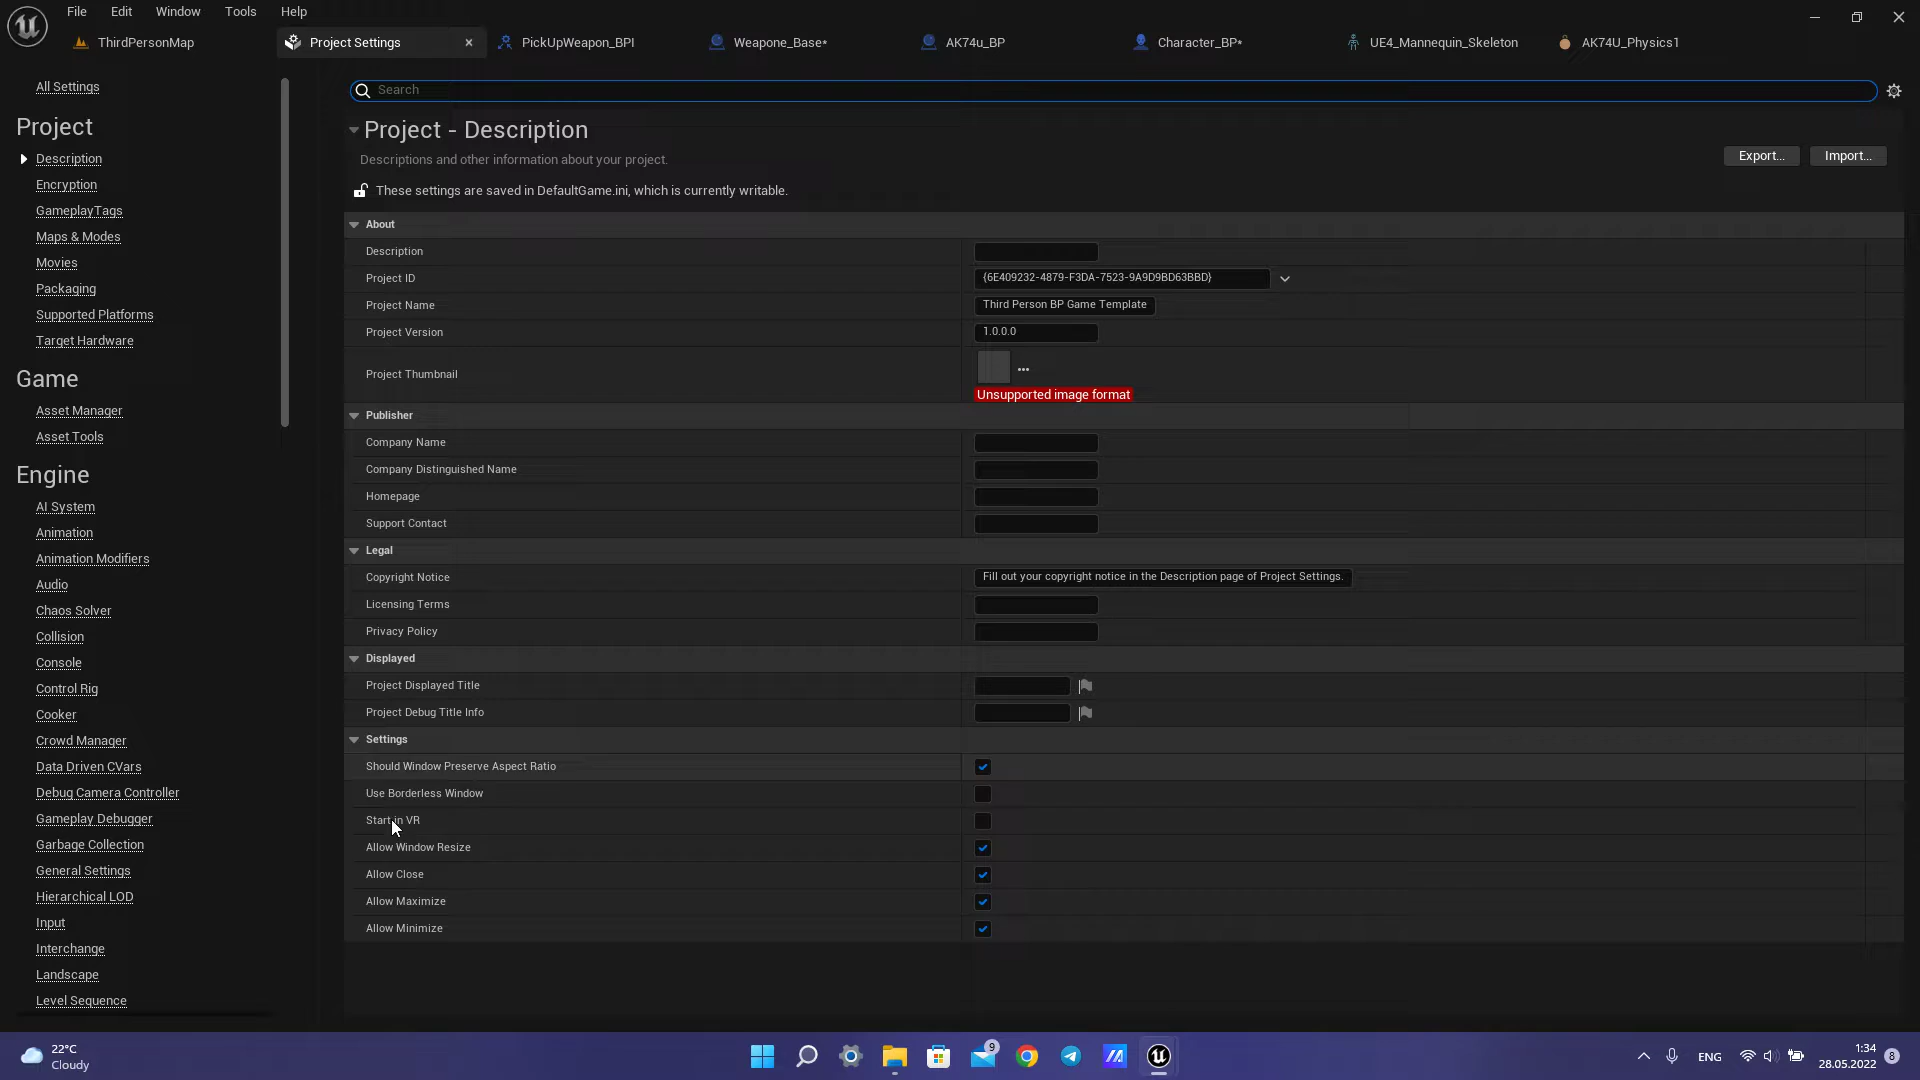 File Edit Window Tools Help
ThirdPersonMap
Project Settings
PickUpWeapon_BPI
Weapone_Base*
AK74u_BP
Character_BP*
UE4_Mannequin_Skeleton
AK74U_Physics1
All Settings
Project
Description
Encryption
GameplayTags
Maps & Modes
Movies
Packaging
Supported Platforms
Target Hardware
Game
Asset Manager
Asset Tools
Engine
AI System
Animation
Animation Modifiers
Audio
Chaos Solver
Collision
Console
Control Rig
Cooker
Crowd Manager
Data Driven CVars
Debug Camera Controller
Gameplay Debugger
Garbage Collection
General Settings
Hierarchical LOD
Input
Interchange
Landscape
Level Sequence
Search
Project - Description
Descriptions and other information about your project.
Export...
Import...
These settings are saved in DefaultGame.ini, which is currently writable.
About
Description
Project ID {6E409232-4879-F3DA-7523-9A9D9BD63BBD}
Project Name Third Person BP Game Template
Project Version 1.0.0.0
Project Thumbnail
Unsupported image format
Publisher
Company Name
Company Distinguished Name
Homepage
Support Contact
Legal
Copyright Notice Fill out your copyright notice in the Description page of Project Settings.
Licensing Terms
Privacy Policy
Displayed
Project Displayed Title
Project Debug Title Info
Settings
Should Window Preserve Aspect Ratio
Use Borderless Window
Start in VR
Allow Window Resize
Allow Close
Allow Maximize
Allow Minimize
22°C
Cloudy
9
ENG
1:34
28.05.2022
8